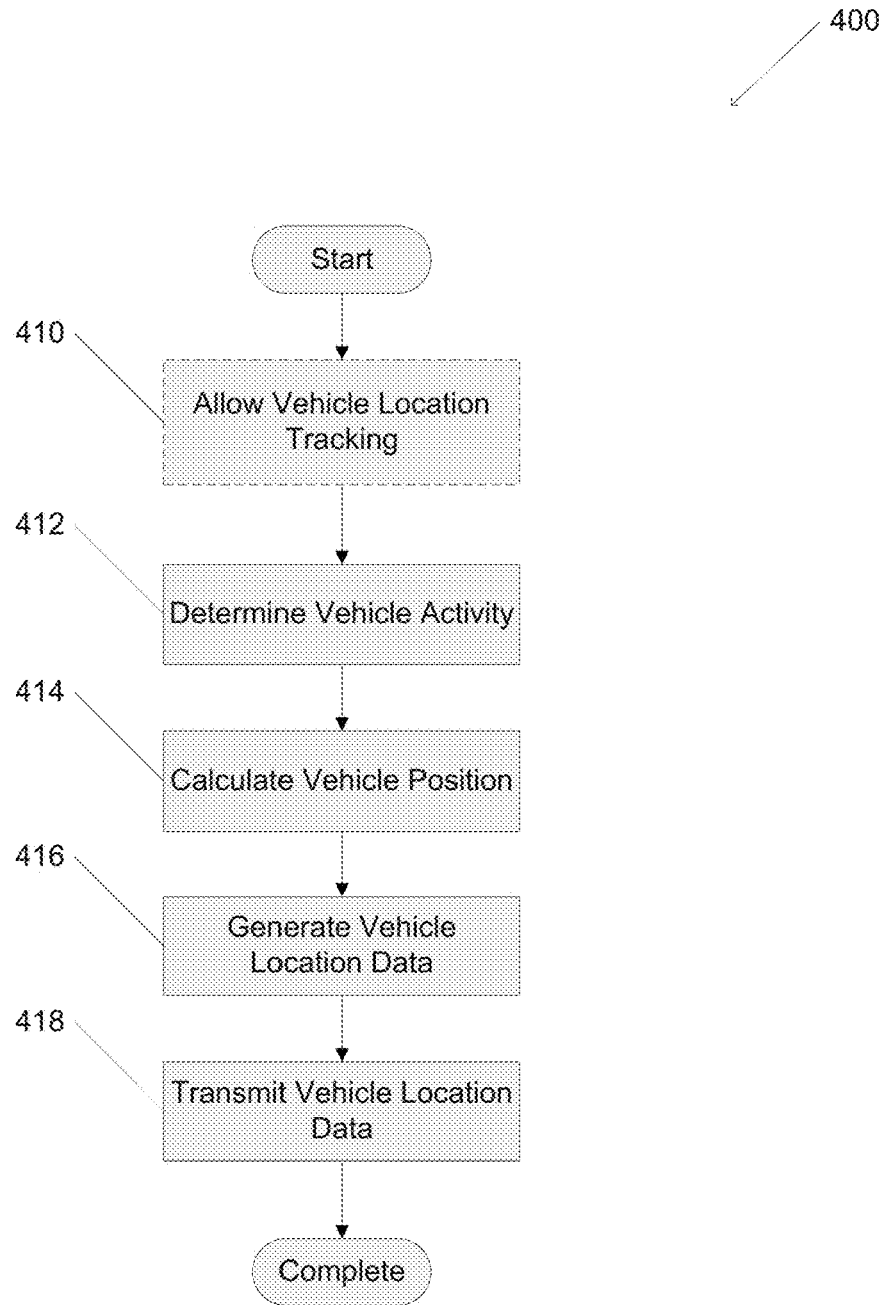 400
Start
410
Allow Vehicle Location
Tracking
412
Determine Vehicle Activity
414
Calculate Vehicle Position
416
Generate Vehicle
Location Data
418
Transmit Vehicle Location
Data
Complete